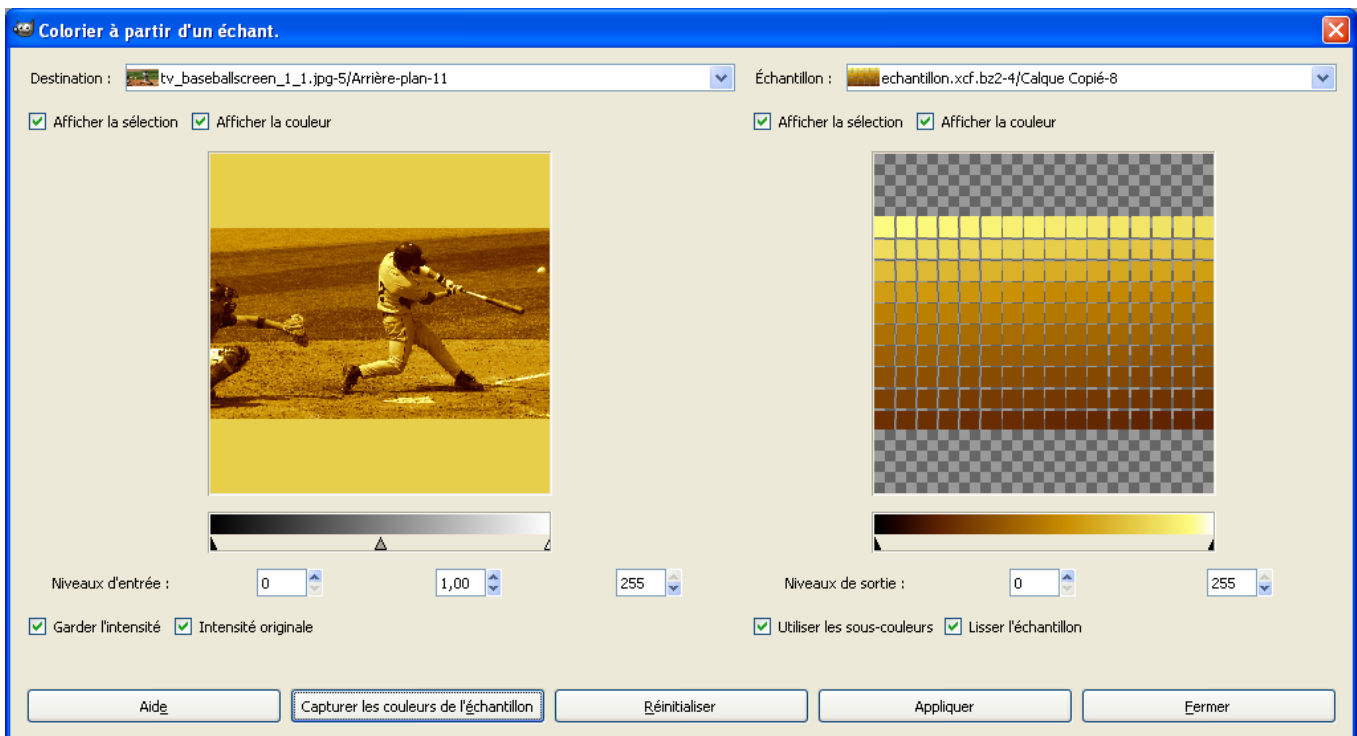 Colorier à partir d'un échant.
Destination : tv_baseballscreen_1_1.jpg-5/Arrière-plan-11 Échantillon : echantillon.xcf.bz2-4/Calque Copié-8
Afficher la sélection Afficher la couleur Afficher la sélection Afficher la couleur
Niveaux d'entrée : 0 1,00 255 Niveaux de sortie : 0 255
Garder l'intensité Intensité originale Utiliser les sous-couleurs Lisser l'échantillon
Aide Capturer les couleurs de l'échantillon Réinitialiser Appliquer Fermer